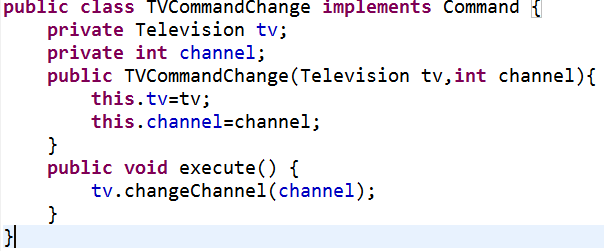 public class TVCommandChange implements Command {
    private Television tv;
    private int channel;
    public TVCommandChange(Television tv,int channel){
        this.tv=tv;
        this.channel=channel;
    }
    public void execute() {
        tv.changeChannel(channel);
    }
}